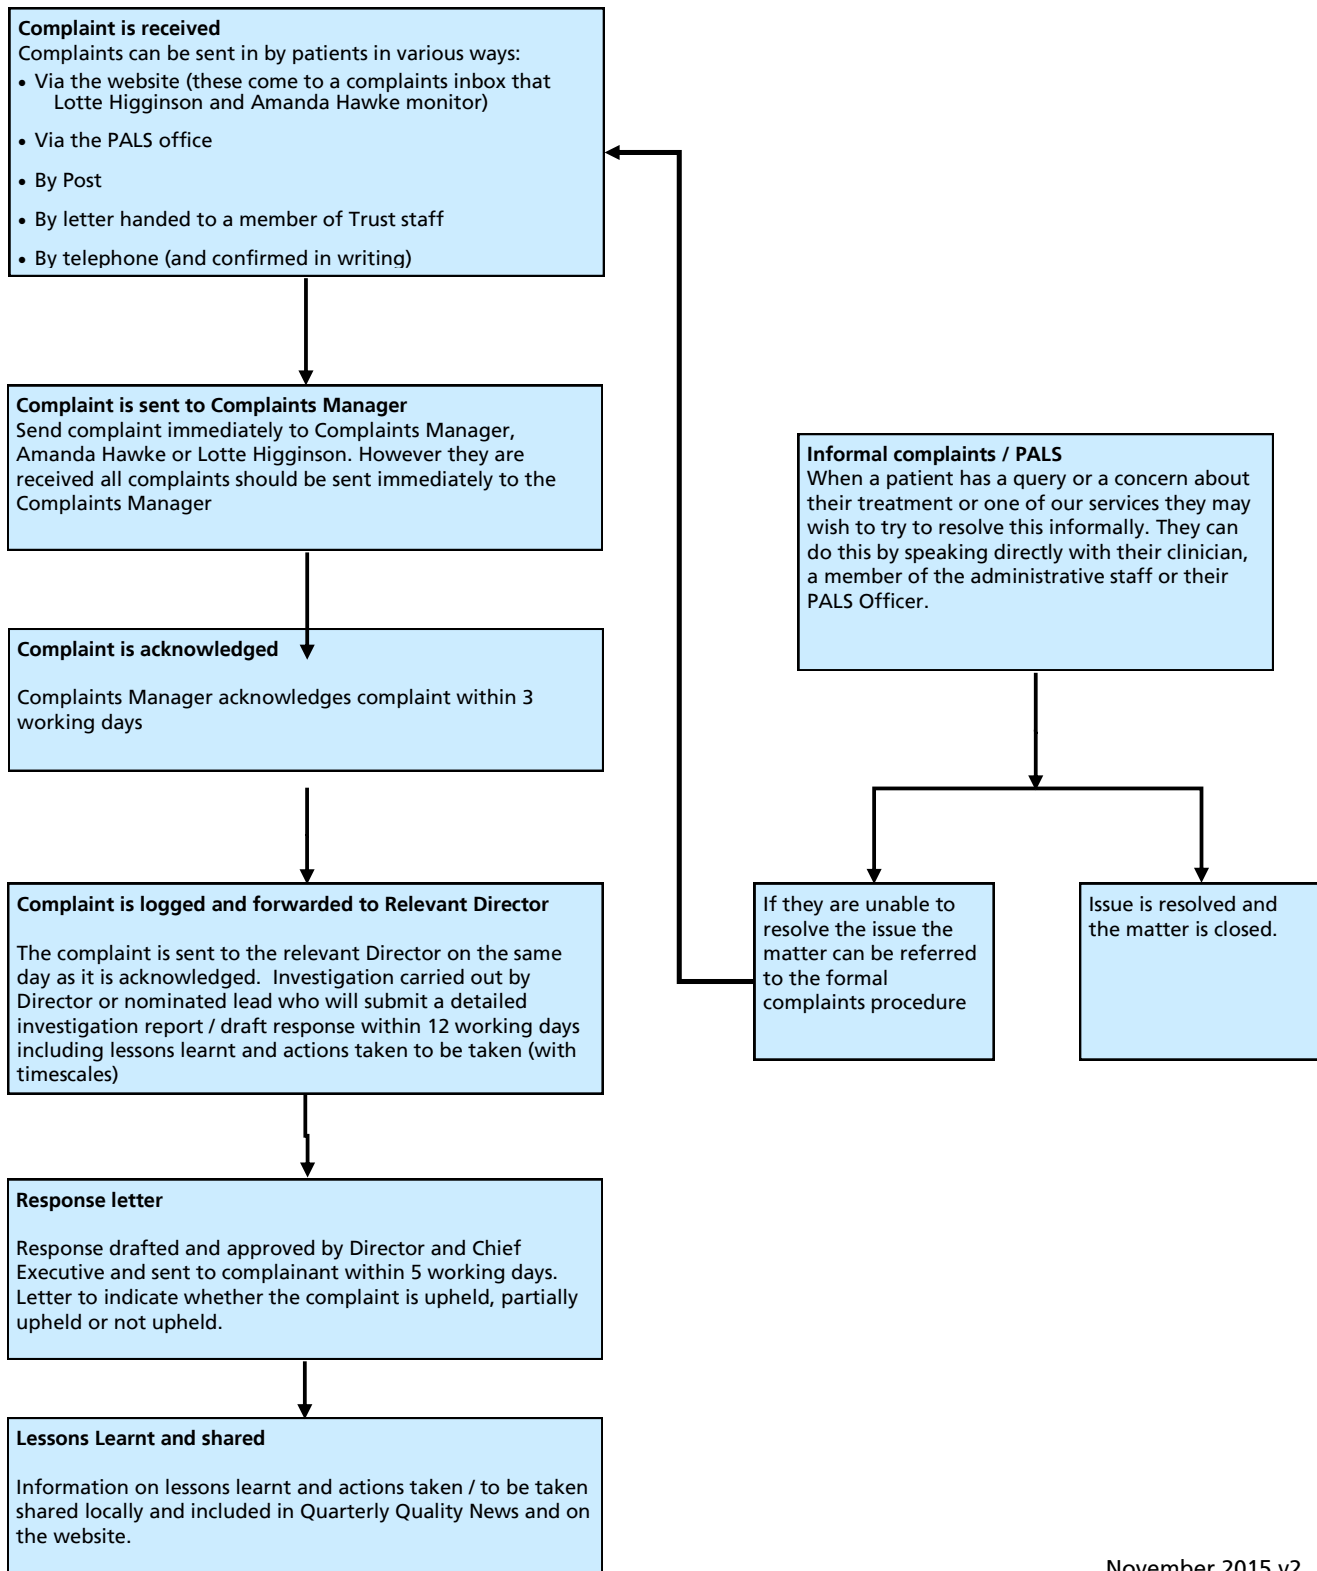 Complaint is received
Complaints can be sent in by patients in various ways:
• Via the website (these come to a complaints inbox that
Lotte Higginson and Amanda Hawke monitor)
• Via the PALS office
• By Post
• By letter handed to a member of Trust staff
• By telephone (and confirmed in writing)
Complaint is sent to Complaints Manager
Send complaint immediately to Complaints Manager,
Amanda Hawke or Lotte Higginson. However they are
received all complaints should be sent immediately to the
Complaints Manager
Informal complaints / PALS
When a patient has a query or a concern about
their treatment or one of our services they may
wish to try to resolve this informally. They can
do this by speaking directly with their clinician,
a member of the administrative staff or their
PALS Officer.
Complaint is acknowledged
Complaints Manager acknowledges complaint within 3
working days
Complaint is logged and forwarded to Relevant Director
The complaint is sent to the relevant Director on the same
day as it is acknowledged.  Investigation carried out by
Director or nominated lead who will submit a detailed
investigation report / draft response within 12 working days
including lessons learnt and actions taken to be taken (with
timescales)
If they are unable to
resolve the issue the
matter can be referred
to the formal
complaints procedure
Issue is resolved and
the matter is closed.
Response letter
Response drafted and approved by Director and Chief
Executive and sent to complainant within 5 working days.
Letter to indicate whether the complaint is upheld, partially
upheld or not upheld.
Lessons Learnt and shared
Information on lessons learnt and actions taken / to be taken
shared locally and included in Quarterly Quality News and on
the website.
November 2015 v2